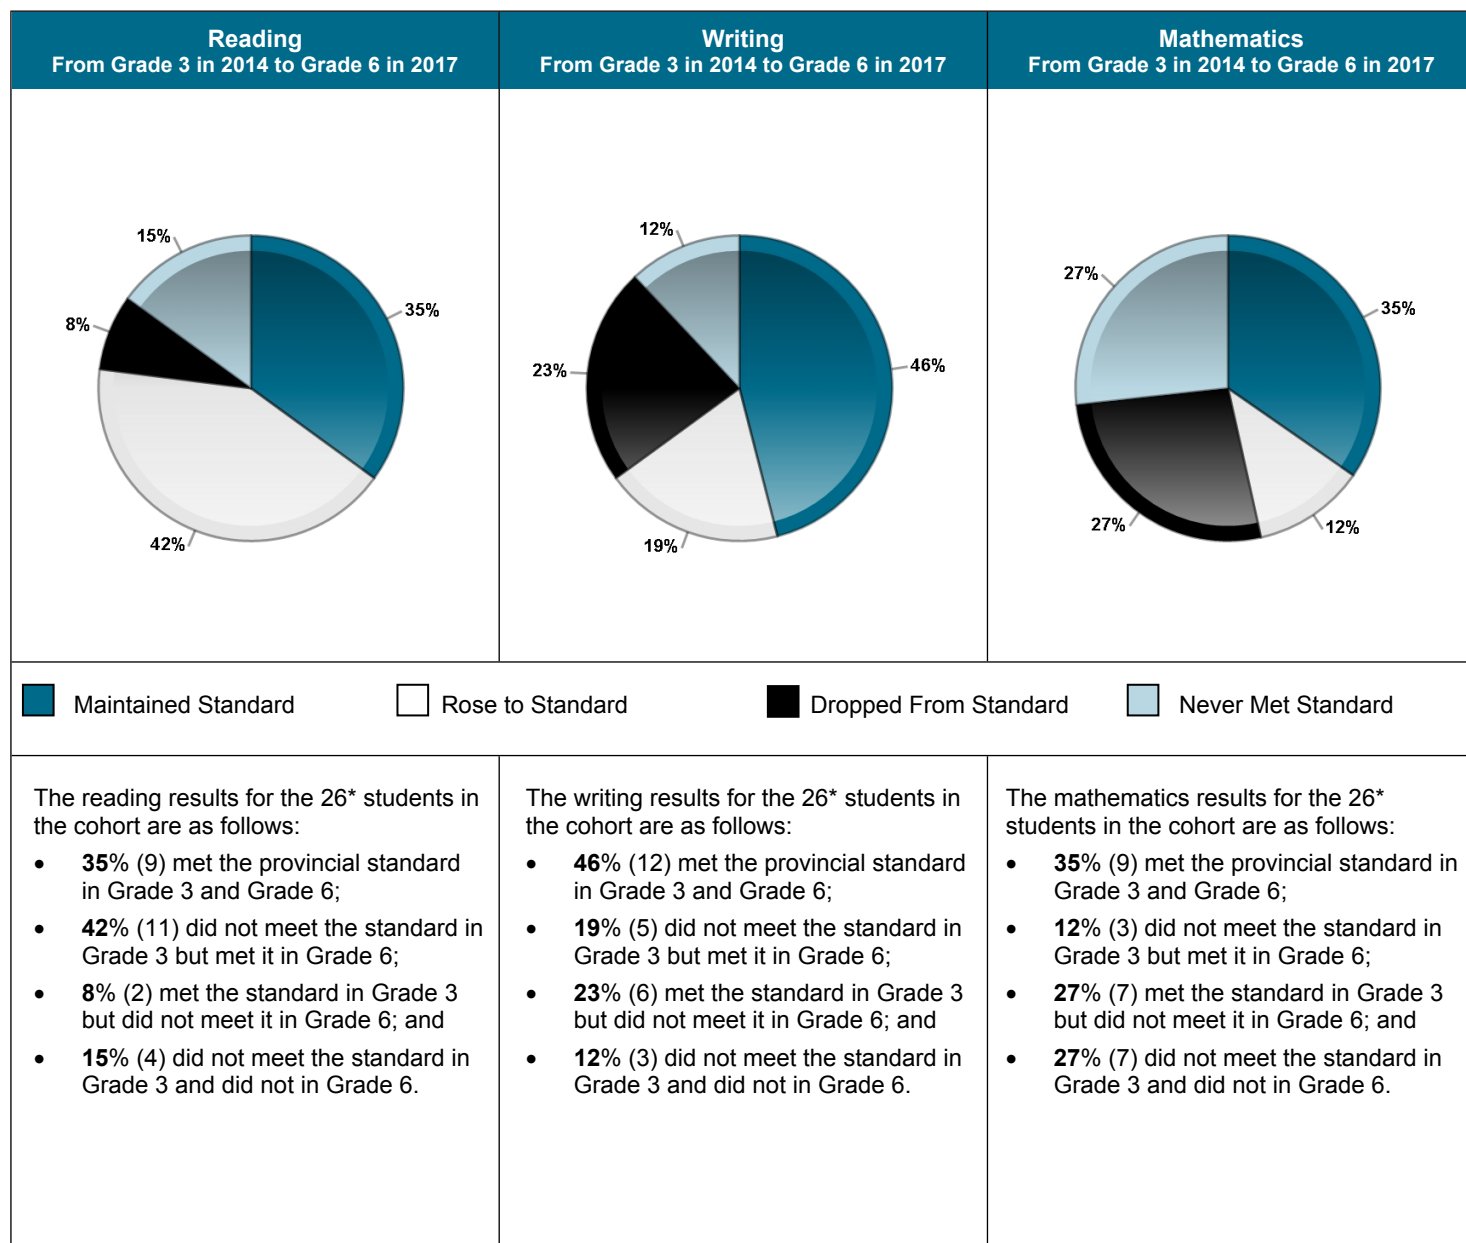 Reading
From Grade 3 in 2014 to Grade 6 in 2017
Writing
From Grade 3 in 2014 to Grade 6 in 2017
Mathematics
From Grade 3 in 2014 to Grade 6 in 2017
15%
35%
8%
42%
12%
46%
23%
19%
27%
35%
27%
12%
Maintained Standard
Rose to Standard
Dropped From Standard
Never Met Standard
The reading results for the 26* students in
the cohort are as follows:
• 35% (9) met the provincial standard
in Grade 3 and Grade 6;
• 42% (11) did not meet the standard in
Grade 3 but met it in Grade 6;
• 8% (2) met the standard in Grade 3
but did not meet it in Grade 6; and
• 15% (4) did not meet the standard in
Grade 3 and did not in Grade 6.
The writing results for the 26* students in
the cohort are as follows:
• 46% (12) met the provincial standard
in Grade 3 and Grade 6;
• 19% (5) did not meet the standard in
Grade 3 but met it in Grade 6;
• 23% (6) met the standard in Grade 3
but did not meet it in Grade 6; and
• 12% (3) did not meet the standard in
Grade 3 and did not in Grade 6.
The mathematics results for the 26*
students in the cohort are as follows:
• 35% (9) met the provincial standard in
Grade 3 and Grade 6;
• 12% (3) did not meet the standard in
Grade 3 but met it in Grade 6;
• 27% (7) met the standard in Grade 3
but did not meet it in Grade 6; and
• 27% (7) did not meet the standard in
Grade 3 and did not in Grade 6.